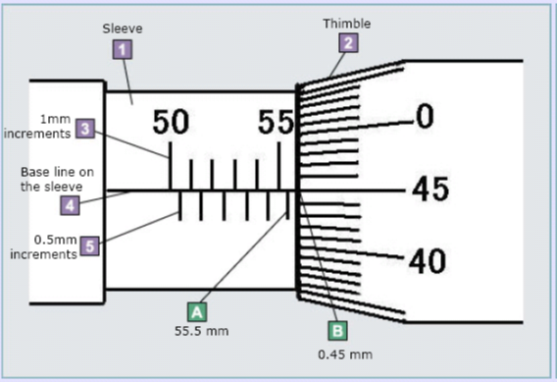 Sleeve
1
Thimble
2
1mm
increments
3
50
55
0
Base line on
the sleeve
4
45
0.5mm
increments
5
40
A
55.5 mm
B
0.45 mm